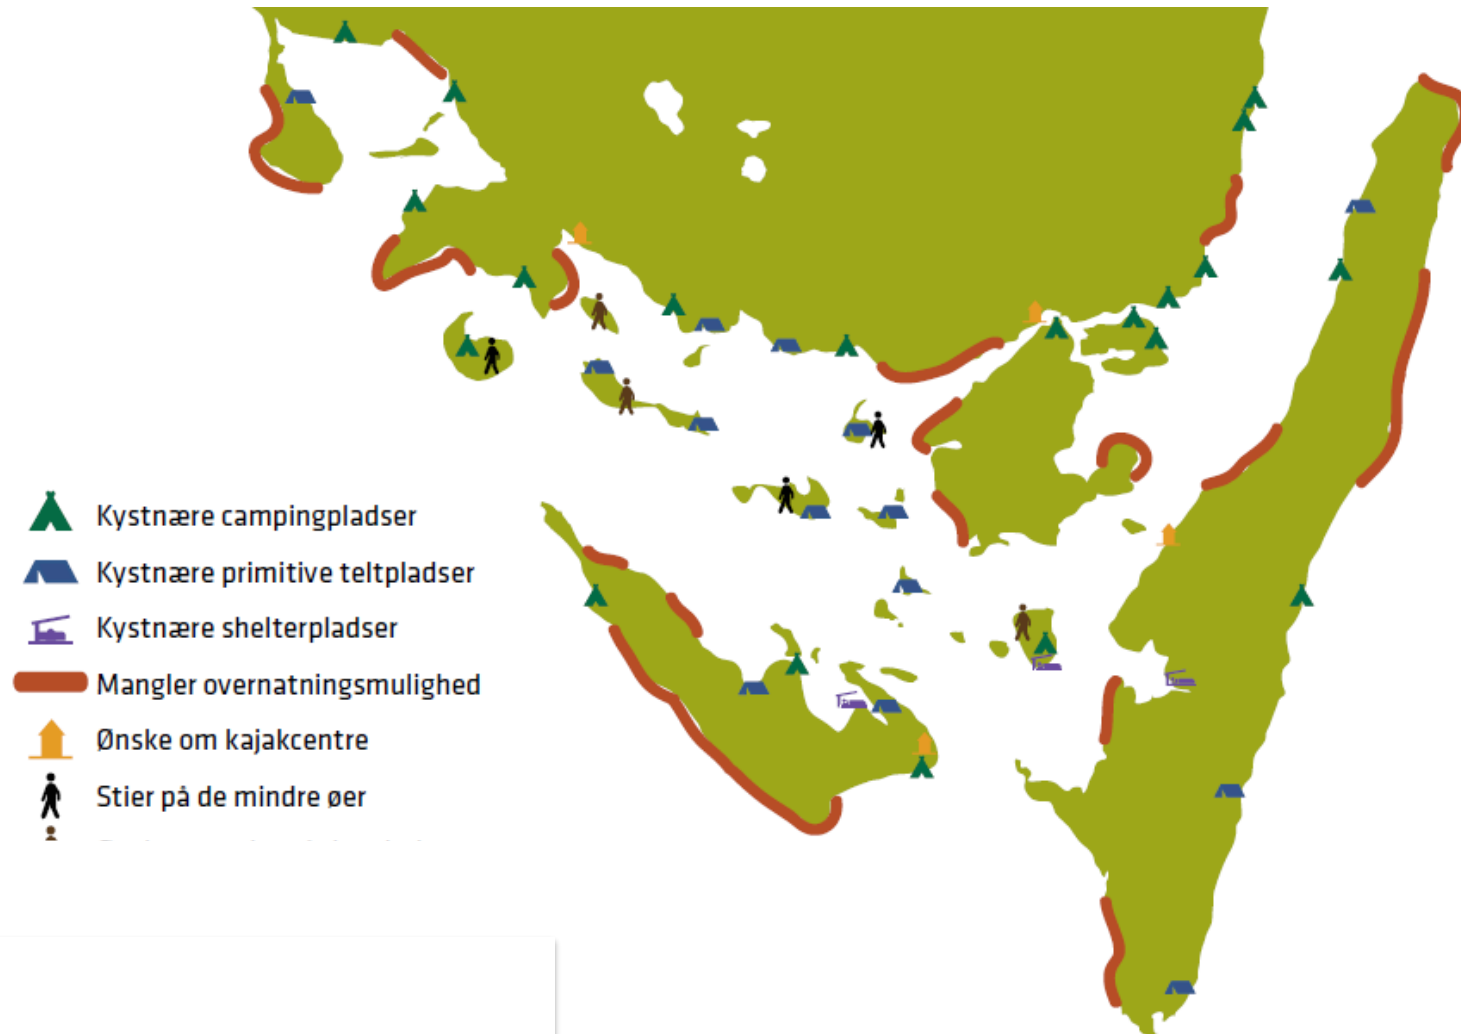 Kystnære campingpladser
Kystnære primitive teltpladser
Kystnære shelterpladser
Mangler overnatningsmulighed
Ønske om kajakcentre
Stier på de mindre øer